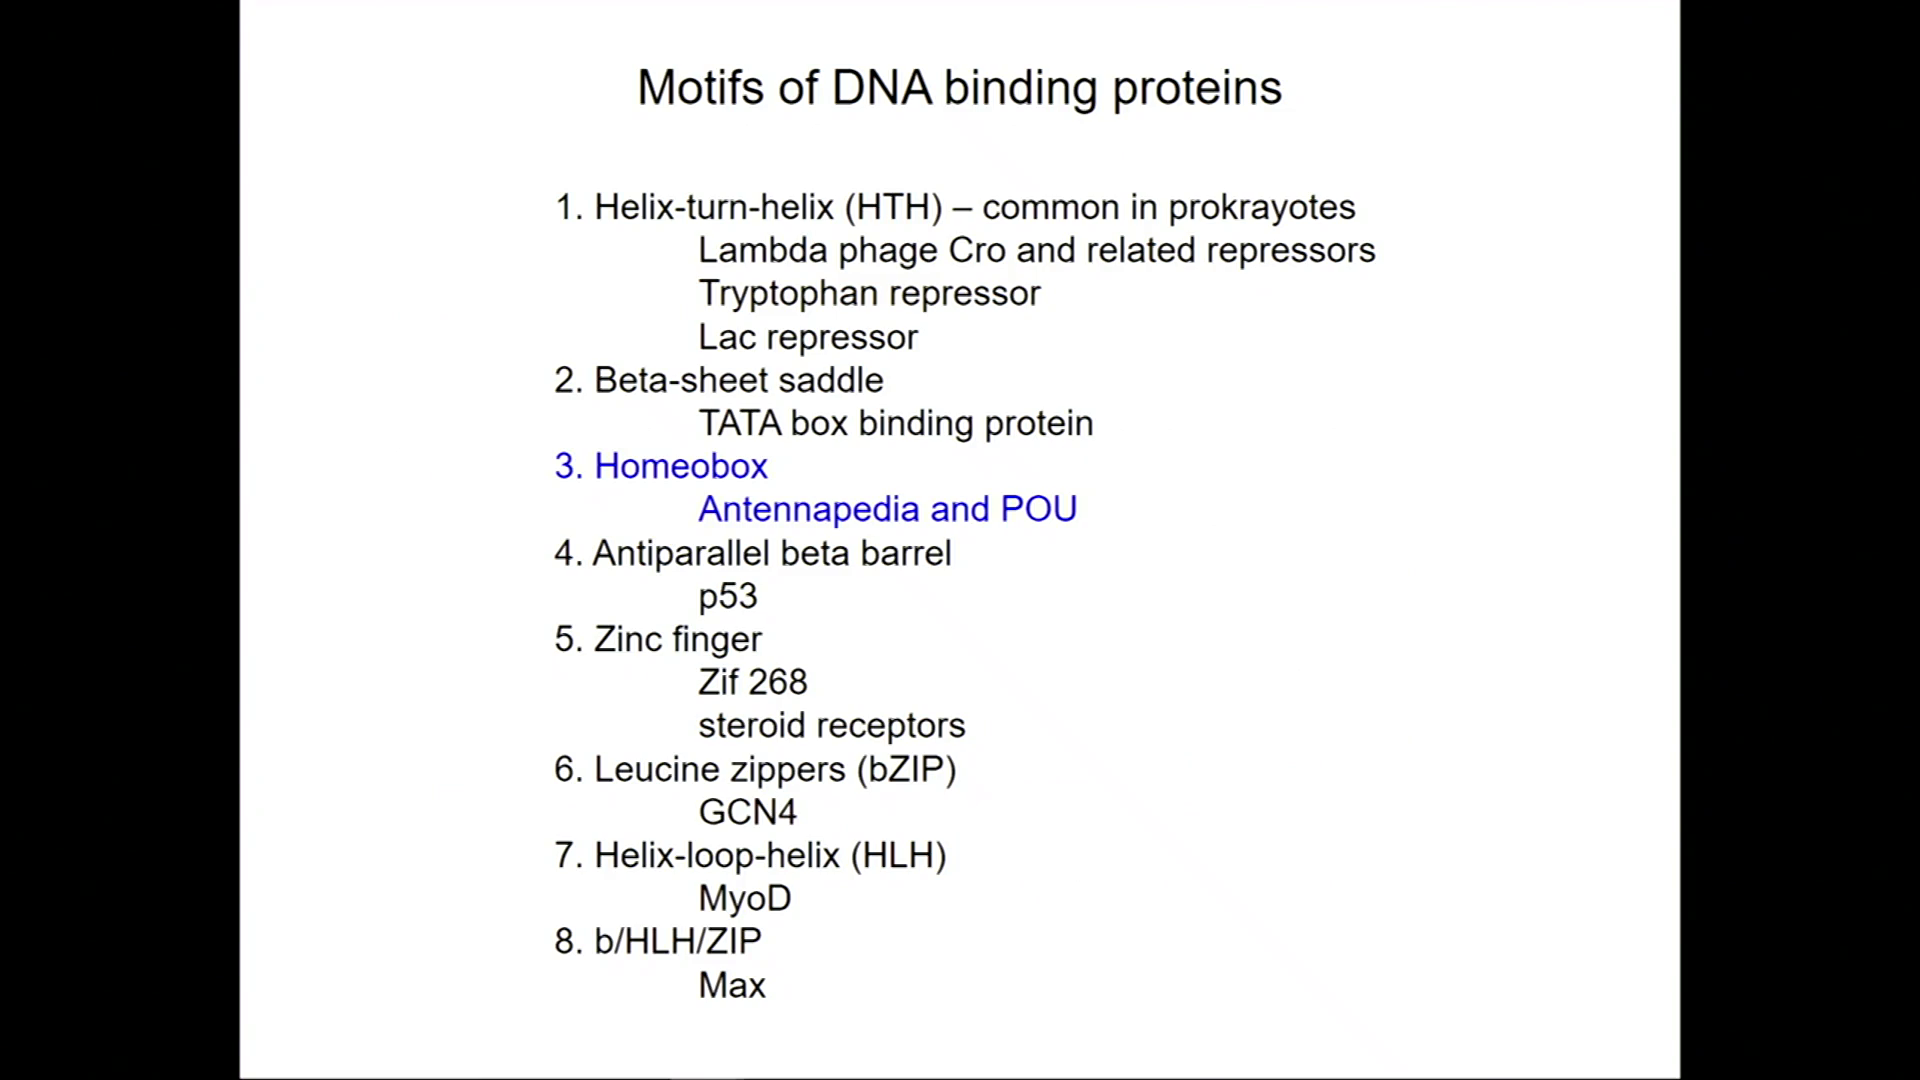 Motifs of DNA binding proteins
1. Helix-turn-helix (HTH) – common in prokrayotes
Lambda phage Cro and related repressors
Tryptophan repressor
Lac repressor
2. Beta-sheet saddle
TATA box binding protein
3. Homeobox
Antennapedia and POU
4. Antiparallel beta barrel
p53
5. Zinc finger
Zif 268
steroid receptors
6. Leucine zippers (bZIP)
GCN4
7. Helix-loop-helix (HLH)
MyoD
8. b/HLH/ZIP
Max